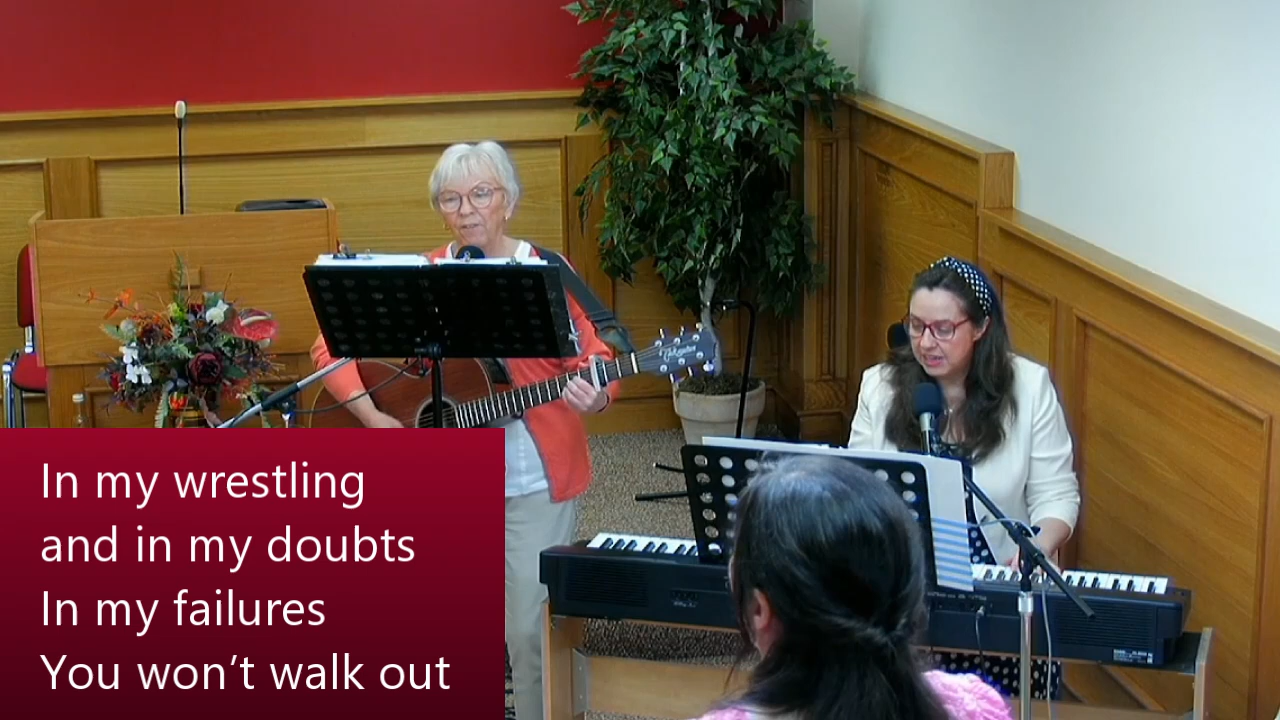 In my wrestling
and in my doubts
In my failures
You won't walk out